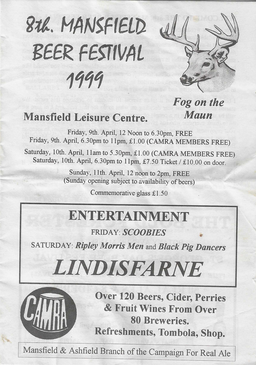 8th. MANSFIELD
BEER FESTIVAL
1999
Fog on the
Maun
Mansfield Leisure Centre.
Friday, 9th April, 12 Noon to 6.30pm, FREE
Friday, 9th April, 6.30pm to 11pm, £1.00 (CAMRA MEMBERS FREE)
Saturday, 10th April, 11am to 5.30pm, £1.00 (CAMRA MEMBERS FREE)
Saturday, 10th April, 6.30pm to 11pm, £7.50 Ticket / £10.00 on door
Sunday, 11th April, 12 noon to 2pm, FREE
(Sunday opening subject to availability of beers)
Commemorative glass £1.50
ENTERTAINMENT
FRIDAY: SCOOBIES
SATURDAY: Ripley Morris Men and Black Pig Dancers
LINDISFARNE
CAMRA
Over 120 Beers, Cider, Perries
& Fruit Wines From Over
80 Breweries.
Refreshments, Tombola, Shop.
Mansfield & Ashfield Branch of the Campaign For Real Ale